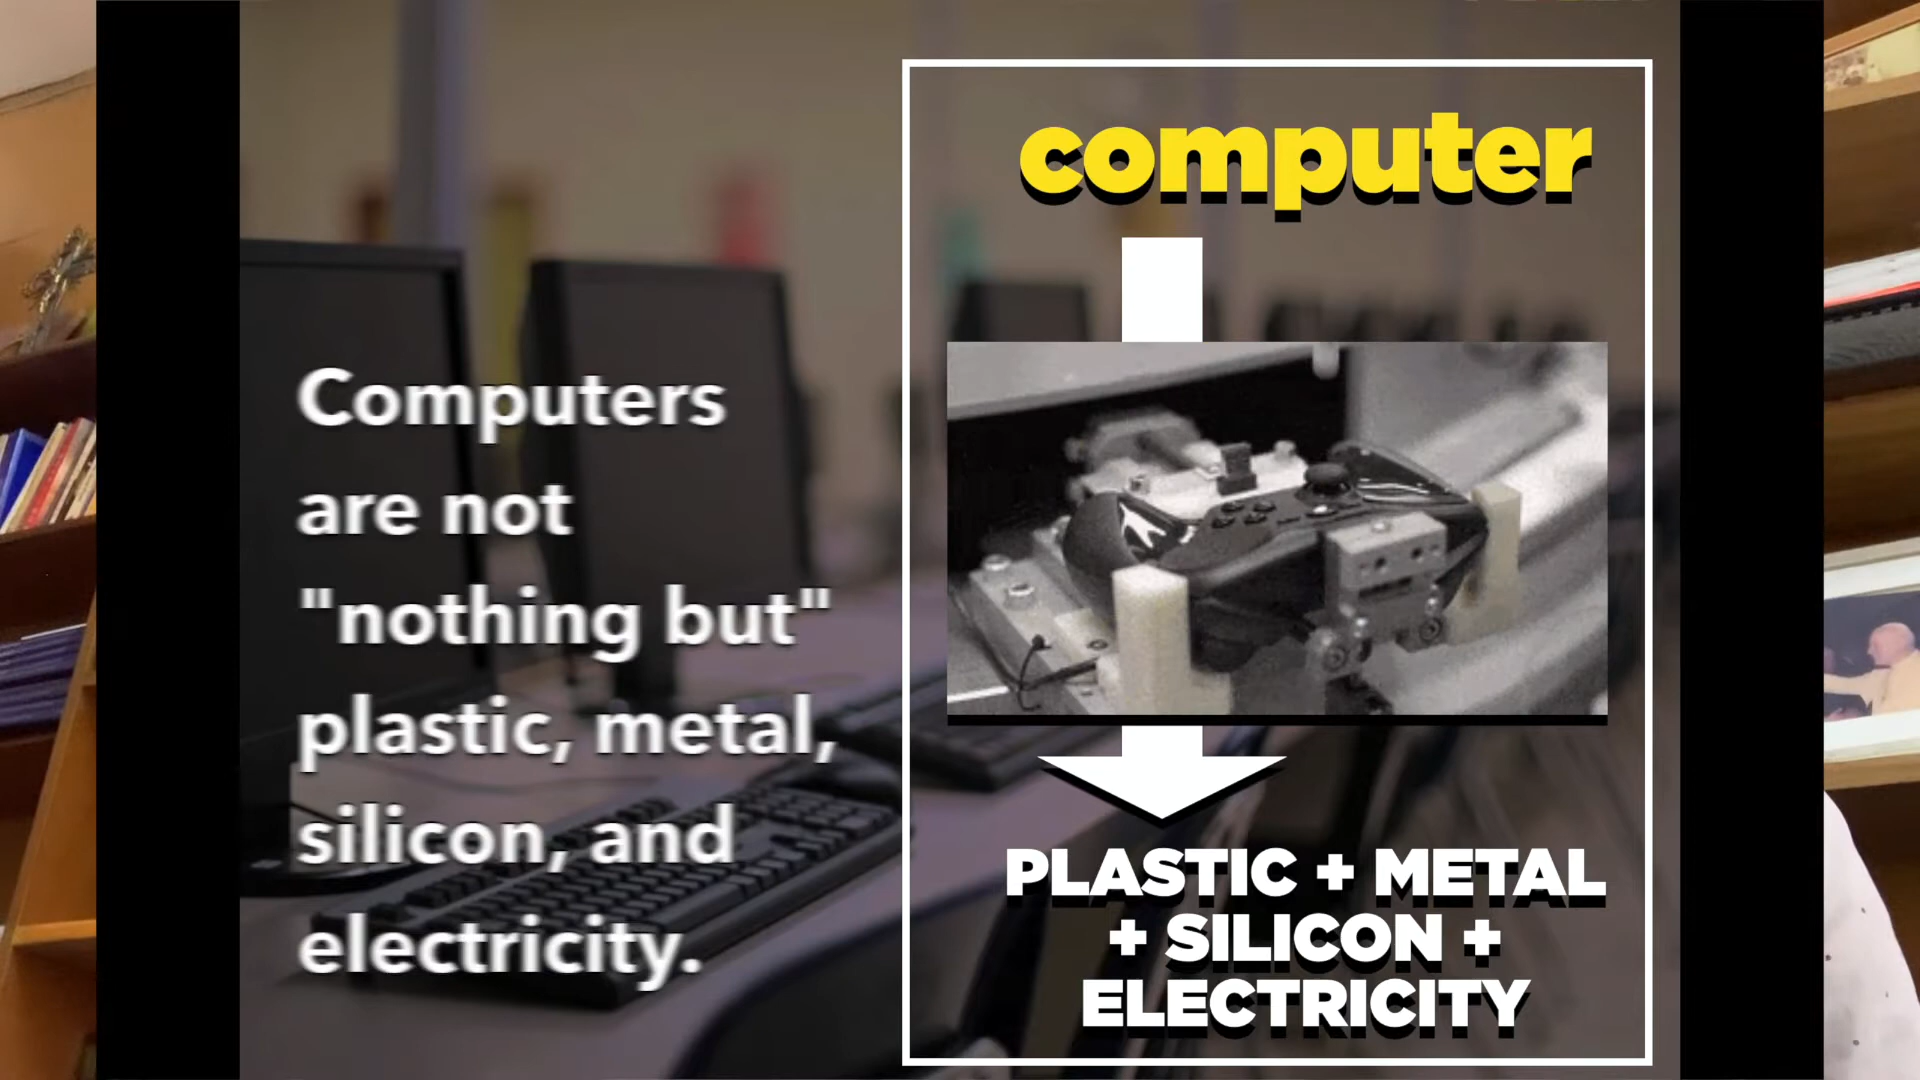 Computers
are not
"nothing but"
plastic, metal,
silicon, and
electricity.
computer
PLASTIC + METAL
+ SILICON +
ELECTRICITY